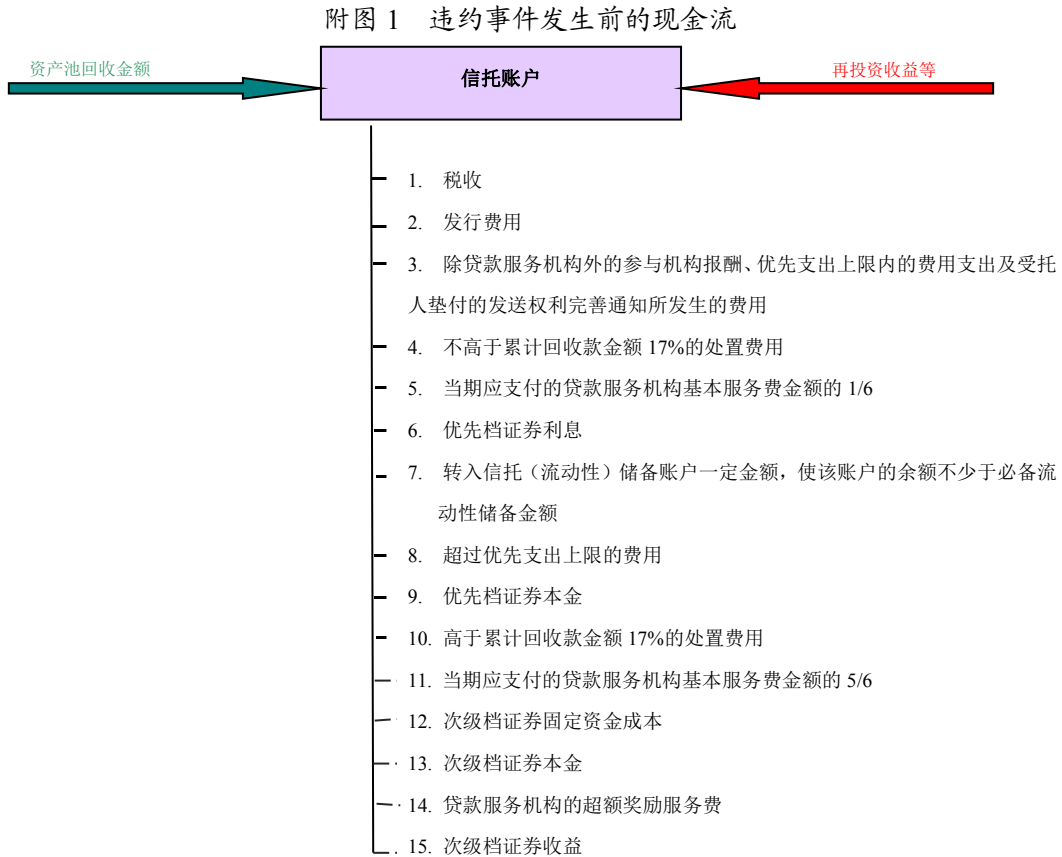 附图 1 违约事件发生前的现金流
资产池回收金额
信托账户
再投资收益等
1. 税收
2. 发行费用
3. 除贷款服务机构外的参与机构报酬、优先支出上限内的费用支出及受托
人垫付的发送权利完善通知所发生的费用
4. 不高于累计回收款金额 17%的处置费用
5. 当期应支付的贷款服务机构基本服务费金额的 1/6
6. 优先档证券利息
7. 转入信托（流动性）储备账户一定金额，使该账户的余额不少于必备流
动性储备金额
8. 超过优先支出上限的费用
9. 优先档证券本金
10. 高于累计回收款金额 17%的处置费用
11. 当期应支付的贷款服务机构基本服务费金额的 5/6
12. 次级档证券固定资金成本
13. 次级档证券本金
14. 贷款服务机构的超额奖励服务费
15. 次级档证券收益